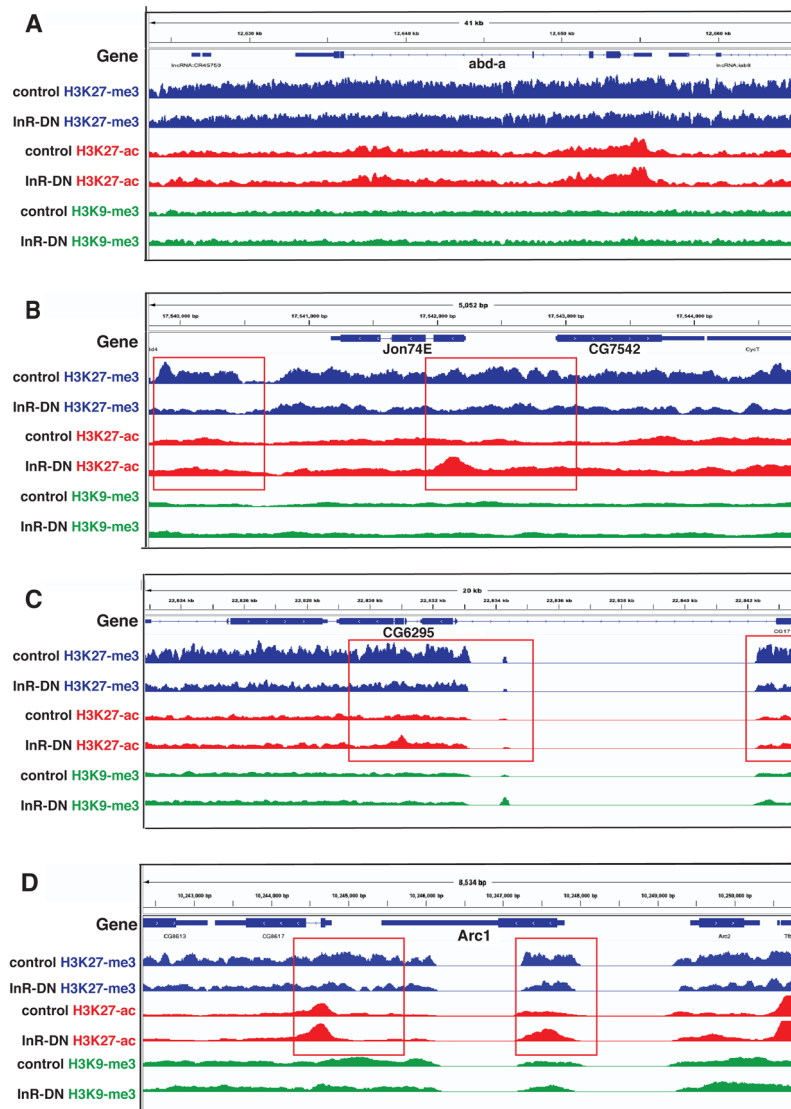 A
41 kb
12,630 kb 12,640 kb 12,650 kb 12,660 kb
Gene
lncRNA:CR45753 abd-a lncRNA:iab8
control H3K27-me3
InR-DN H3K27-me3
control H3K27-ac
InR-DN H3K27-ac
control H3K9-me3
InR-DN H3K9-me3
B
5,052 bp
17,540,000 bp 17,541,000 bp 17,542,000 bp 17,543,000 bp 17,544,000 bp
Gene
Jon74E CG7542 CycT
control H3K27-me3
InR-DN H3K27-me3
control H3K27-ac
InR-DN H3K27-ac
control H3K9-me3
InR-DN H3K9-me3
C
20 kb
22,824 kb 22,826 kb 22,828 kb 22,830 kb 22,832 kb 22,834 kb 22,836 kb 22,838 kb 22,840 kb 22,842 kb
Gene
CG6295 CG17
control H3K27-me3
InR-DN H3K27-me3
control H3K27-ac
InR-DN H3K27-ac
control H3K9-me3
InR-DN H3K9-me3
D
8,534 bp
10,243,000 bp 10,244,000 bp 10,245,000 bp 10,246,000 bp 10,247,000 bp 10,248,000 bp 10,249,000 bp 10,250,000 bp
Gene
CG8613 CG8617 Arc1 Arc2
control H3K27-me3
InR-DN H3K27-me3
control H3K27-ac
InR-DN H3K27-ac
control H3K9-me3
InR-DN H3K9-me3